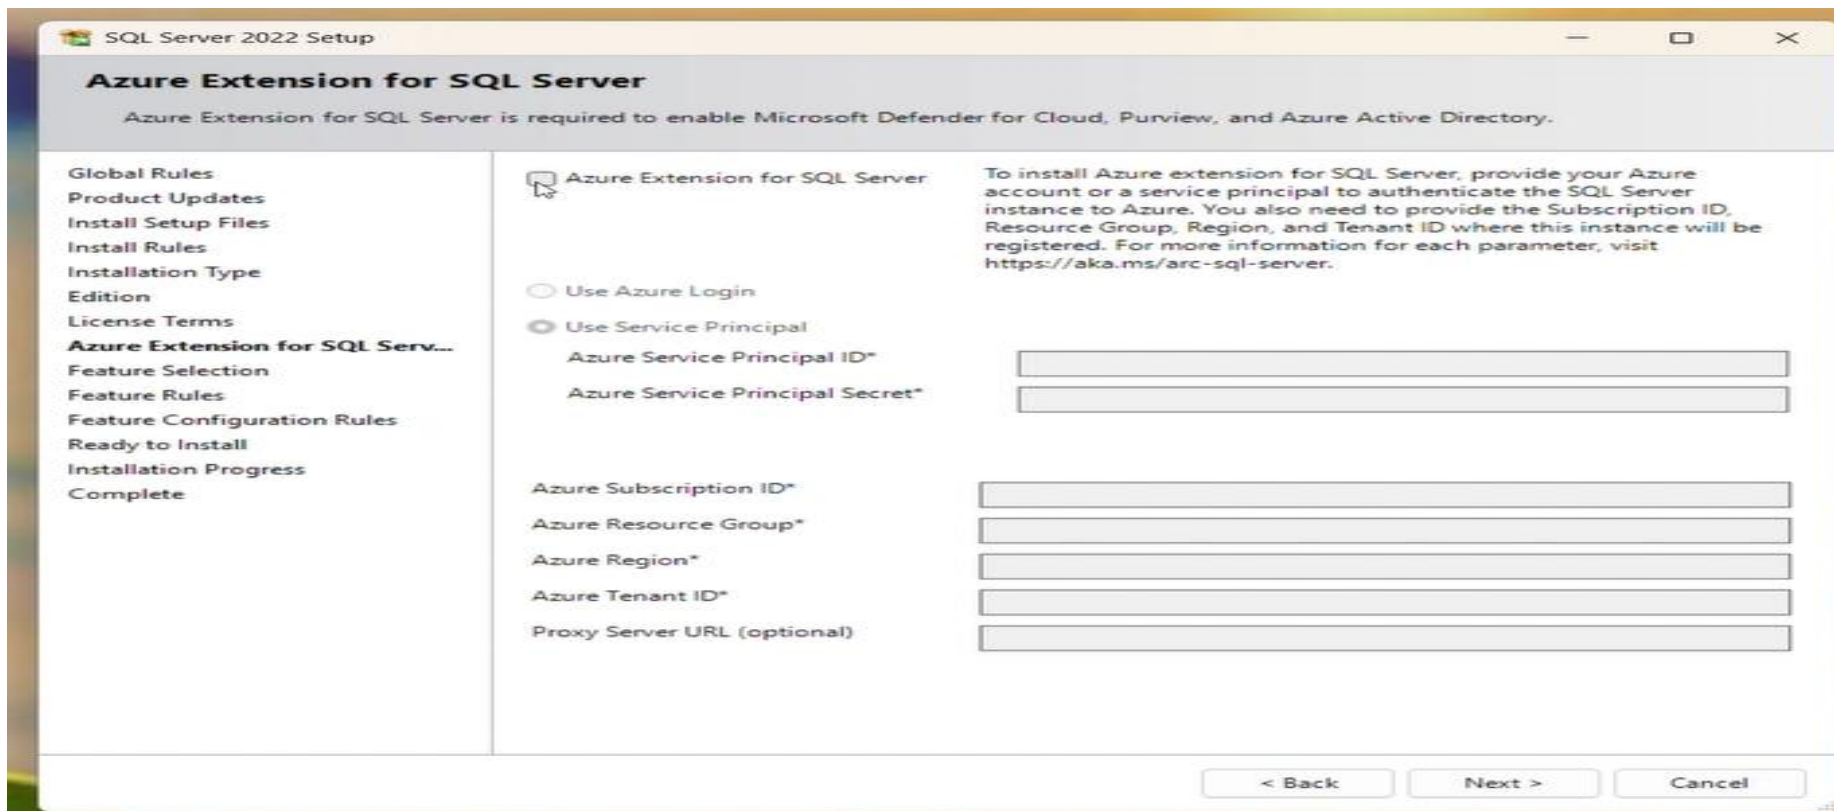 SQL Server 2022 Setup
Azure Extension for SQL Server
Azure Extension for SQL Server is required to enable Microsoft Defender for Cloud, Purview, and Azure Active Directory.
Global Rules
Product Updates
Install Setup Files
Install Rules
Installation Type
Edition
License Terms
Azure Extension for SQL Serv...
Feature Selection
Feature Rules
Feature Configuration Rules
Ready to Install
Installation Progress
Complete
Azure Extension for SQL Server
To install Azure extension for SQL Server, provide your Azure
account or a service principal to authenticate the SQL Server
instance to Azure. You also need to provide the Subscription ID,
Resource Group, Region, and Tenant ID where this instance will be
registered. For more information for each parameter, visit
https://aka.ms/arc-sql-server.
Use Azure Login
Use Service Principal
Azure Service Principal ID*
Azure Service Principal Secret*
Azure Subscription ID*
Azure Resource Group*
Azure Region*
Azure Tenant ID*
Proxy Server URL (optional)
< Back
Next >
Cancel